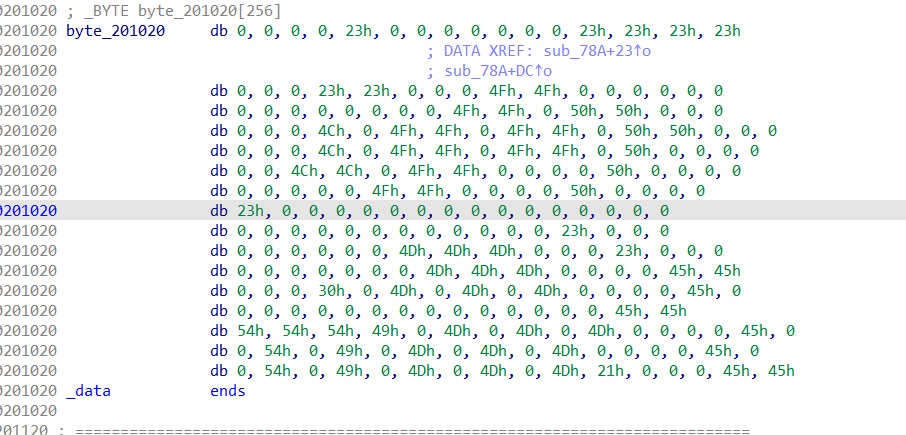 0201020 ; _BYTE byte_201020[256]
0201020 byte_201020 db 0, 0, 0, 0, 23h, 0, 0, 0, 0, 0, 0, 0, 23h, 23h, 23h, 23h
0201020 ; DATA XREF: sub_78A+23↑o
0201020 ; sub_78A+DC↑o
0201020 db 0, 0, 0, 23h, 23h, 0, 0, 0, 4Fh, 4Fh, 0, 0, 0, 0, 0, 0
0201020 db 0, 0, 0, 0, 0, 0, 0, 0, 4Fh, 4Fh, 0, 50h, 50h, 0, 0, 0
0201020 db 0, 0, 0, 4Ch, 0, 4Fh, 4Fh, 0, 4Fh, 4Fh, 0, 50h, 50h, 0, 0, 0
0201020 db 0, 0, 0, 4Ch, 0, 4Fh, 4Fh, 0, 4Fh, 4Fh, 0, 50h, 0, 0, 0, 0
0201020 db 0, 0, 4Ch, 4Ch, 0, 4Fh, 4Fh, 0, 0, 0, 0, 50h, 0, 0, 0, 0
0201020 db 0, 0, 0, 0, 0, 4Fh, 4Fh, 0, 0, 0, 0, 50h, 0, 0, 0, 0
0201020 db 23h, 0, 0, 0, 0, 0, 0, 0, 0, 0, 0, 0, 0, 0, 0, 0
0201020 db 0, 0, 0, 0, 0, 0, 0, 0, 0, 0, 0, 0, 23h, 0, 0, 0
0201020 db 0, 0, 0, 0, 0, 0, 4Dh, 4Dh, 4Dh, 0, 0, 0, 23h, 0, 0, 0
0201020 db 0, 0, 0, 0, 0, 0, 0, 4Dh, 4Dh, 4Dh, 0, 0, 0, 0, 45h, 45h
0201020 db 0, 0, 0, 30h, 0, 4Dh, 0, 4Dh, 0, 4Dh, 0, 0, 0, 0, 45h, 0
0201020 db 0, 0, 0, 0, 0, 0, 0, 0, 0, 0, 0, 0, 0, 0, 45h, 45h
0201020 db 54h, 54h, 54h, 49h, 0, 4Dh, 0, 4Dh, 0, 4Dh, 0, 0, 0, 0, 45h, 0
0201020 db 0, 54h, 0, 49h, 0, 4Dh, 0, 4Dh, 0, 4Dh, 0, 0, 0, 0, 45h, 0
0201020 db 0, 54h, 0, 49h, 0, 4Dh, 0, 4Dh, 0, 4Dh, 21h, 0, 0, 0, 45h, 45h
0201020 _data ends
0201020
201120 ; ===========================================================================